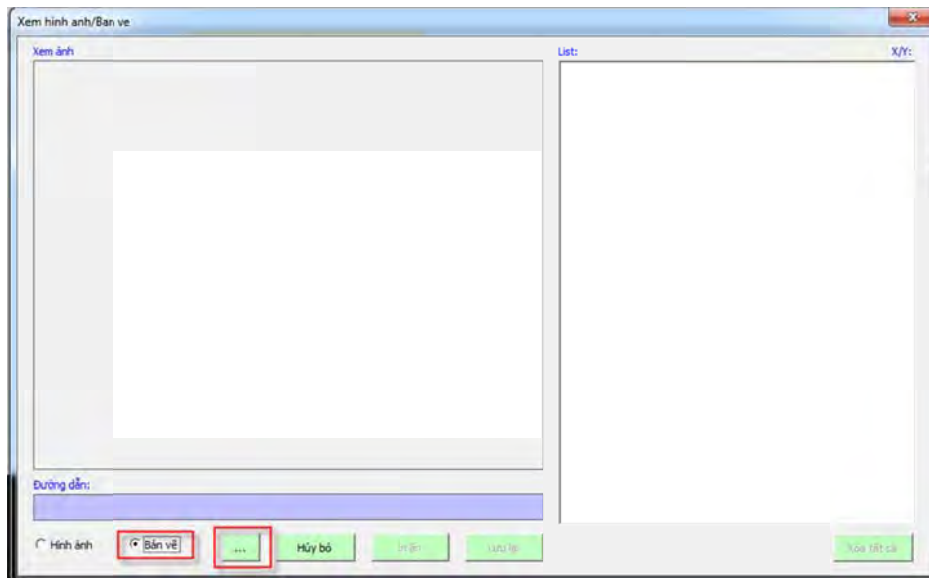 Xem hinh anh/Ban ve
Xem ảnh
List:
X/Y:
Đường dẫn:
Hình ảnh
Bản vẽ
...
Hủy bỏ
In ấn
Lưu lại
Xóa tất cả